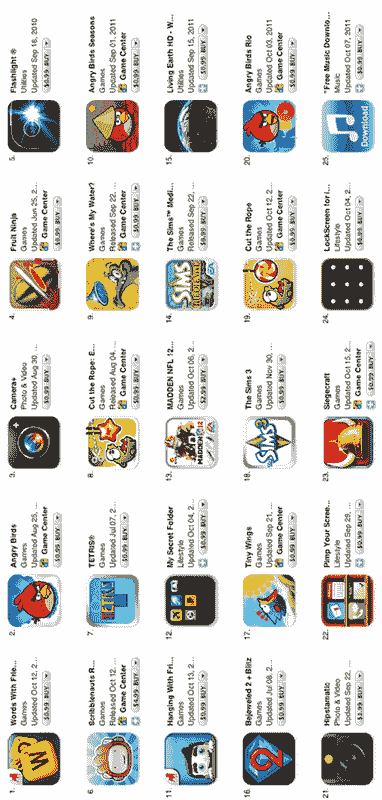 1.
Words With Frie...
Games
Updated Oct 12, 2...
BUY
2.
Angry Birds
Games
Updated Aug 25, ...
Game Center
$0.99 BUY
3.
Camera+
Photo & Video
Updated Aug 30, ...
$0.99 BUY
4.
Fruit Ninja
Games
Updated Jun 25, 2...
Game Center
$0.99 BUY
5.
Flashlight ®
Utilities
Updated Sep 16, 2010
$0.99 BUY
6.
Scribblenauts R...
Games
Released Oct 12...
Game Center
$4.99 BUY
7.
TETRIS
TETRIS®
Games
Updated Jul 07, 2...
$0.99 BUY
8.
Cut the Rope: E...
Games
Released Aug 04, ...
Game Center
$0.99 BUY
9.
Where's My Water?
Games
Released Sep 22, ...
Game Center
$0.99 BUY
10.
Angry Birds Seasons
Games
Updated Sep 01, 2011
Game Center
$0.99 BUY
11.
Hanging With Fri...
Games
Updated Oct 13, 2...
BUY
12.
My Secret Folder
Lifestyle
Updated Oct 04, 2...
$0.99 BUY
13.
MADDEN 12
MADDEN NFL 12...
Games
Updated Oct 06, 2...
$2.99 BUY
14.
SIMS
MEDIEVAL
The Sims™ Medi...
Games
Released Sep 22, ...
BUY
15.
Living Earth HD - W...
Utilities
Updated Sep 15, 2011
$0.99 BUY
16.
2
Bejeweled 2 + Blitz
Games
Updated Jul 08, 2...
$0.99 BUY
17.
Tiny Wings
Games
Updated Sep 21, ...
Game Center
$0.99 BUY
18.
SIMS 3
The Sims 3
Games
Updated Nov 30, ...
BUY
19.
Cut the Rope
Games
Updated Oct 12, 2...
Game Center
$0.99 BUY
20.
Angry Birds Rio
Games
Updated Oct 03, 2011
Game Center
$0.99 BUY
21.
Hipstamatic
Photo & Video
Updated Sep 22, ...
BUY
22.
Pimp Your Scree...
Lifestyle
Updated Sep 29, ...
$0.99 BUY
23.
Siegecraft
Games
Updated Oct 15, 2...
Game Center
$0.99 BUY
24.
LockScreen for i...
Lifestyle
Updated Oct 04, 2...
$0.99 BUY
25.
Download
*Free Music Downlo...
Music
Updated Oct 07, 2011
$0.99 BUY